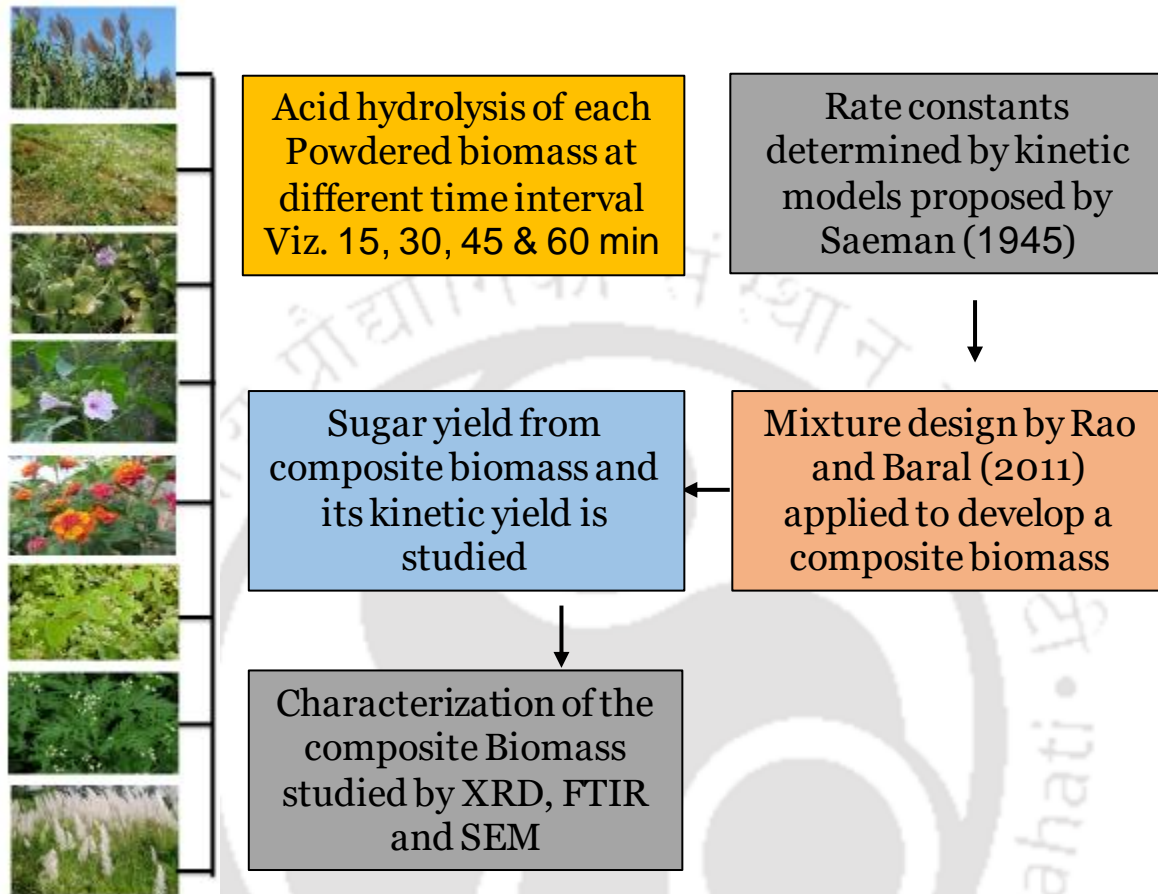 Acid hydrolysis of each
Powdered biomass at
different time interval
Viz. 15, 30, 45 & 60 min
Rate constants
determined by kinetic
models proposed by
Saeman (1945)
Mixture design by Rao
and Baral (2011)
applied to develop a
composite biomass
Sugar yield from
composite biomass and
its kinetic yield is
studied
Characterization of the
composite Biomass
studied by XRD, FTIR
and SEM